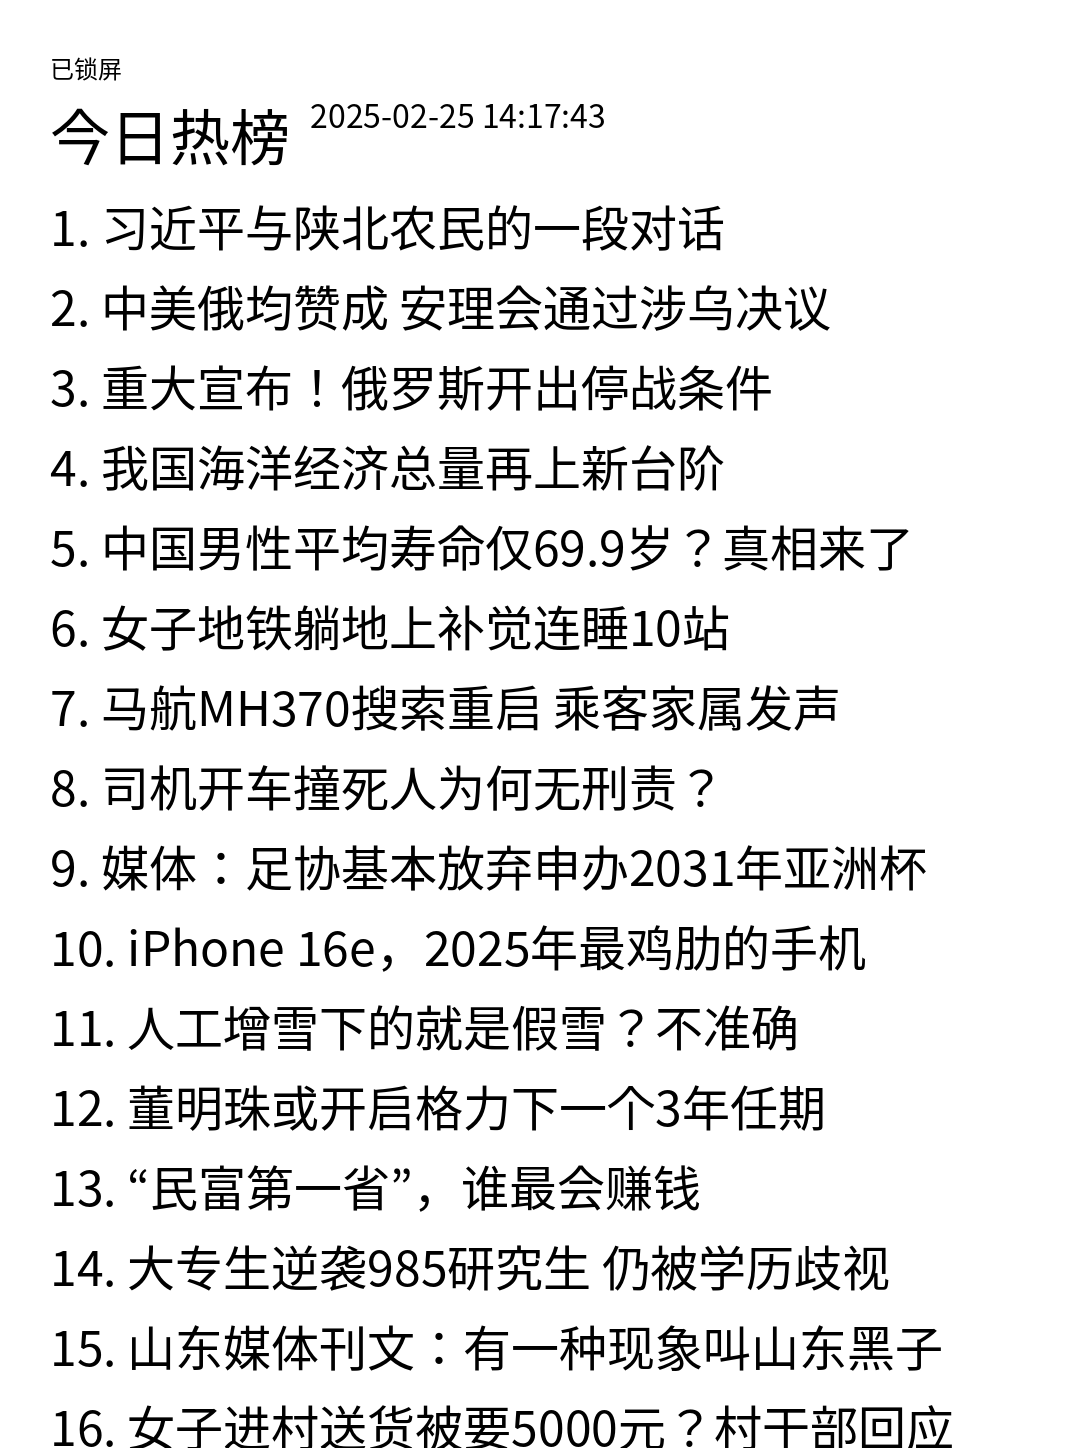 已锁屏
今日热榜 2025-02-25 14:17:43
1. 习近平与陕北农民的一段对话
2. 中美俄均赞成 安理会通过涉乌决议
3. 重大宣布！俄罗斯开出停战条件
4. 我国海洋经济总量再上新台阶
5. 中国男性平均寿命仅69.9岁？真相来了
6. 女子地铁躺地上补觉连睡10站
7. 马航MH370搜索重启 乘客家属发声
8. 司机开车撞死人为何无刑责？
9. 媒体：足协基本放弃申办2031年亚洲杯
10. iPhone 16e，2025年最鸡肋的手机
11. 人工增雪下的就是假雪？不准确
12. 董明珠或开启格力下一个3年任期
13. “民富第一省”，谁最会赚钱
14. 大专生逆袭985研究生 仍被学历歧视
15. 山东媒体刊文：有一种现象叫山东黑子
16. 女子进村送货被要5000元？村干部回应